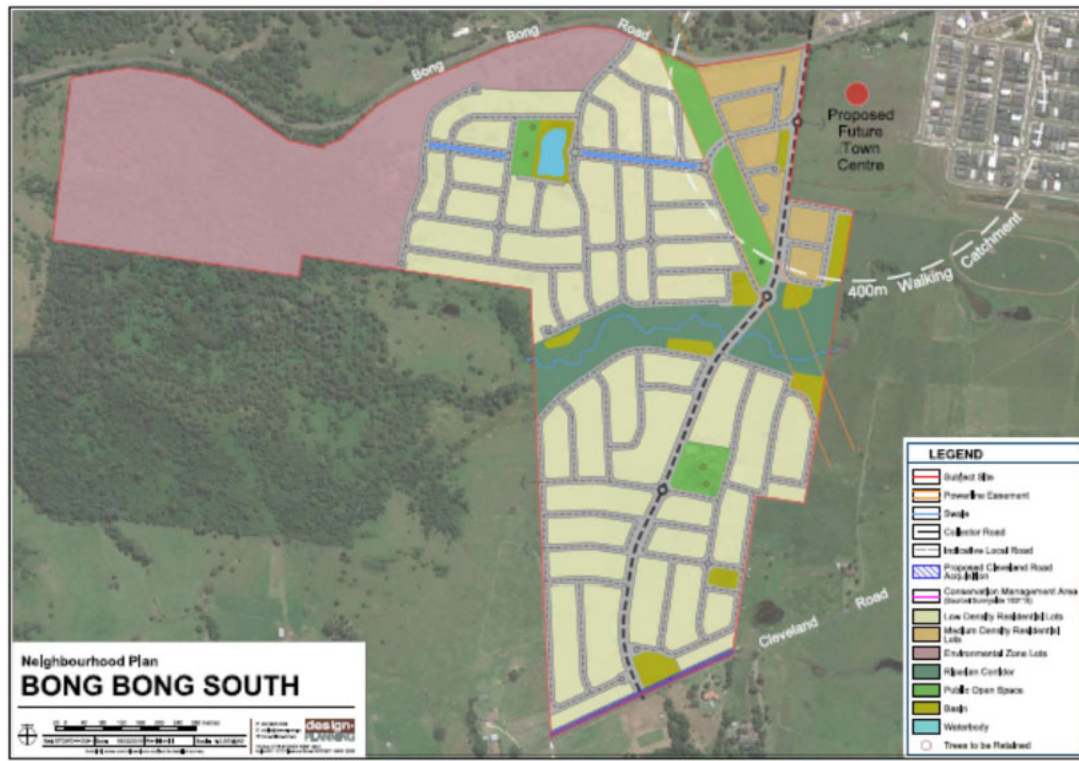 Bong
Bong
Road
Proposed
Future
Town
Centre
400m Walking Catchment
Cleveland Road
LEGEND
Subject Site
Powerline Easement
Swale
Collector Road
Indicative Local Road
Proposed Cleveland Road
Acquisition
Conservation Management Area
Low Density Residential Lots
Medium Density Residential
Lots
Environmental Zone Lots
Riparian Corridor
Public Open Space
Basin
Waterbody
Trees to be Retained
Neighbourhood Plan
BONG BONG SOUTH
design+
PLANNING